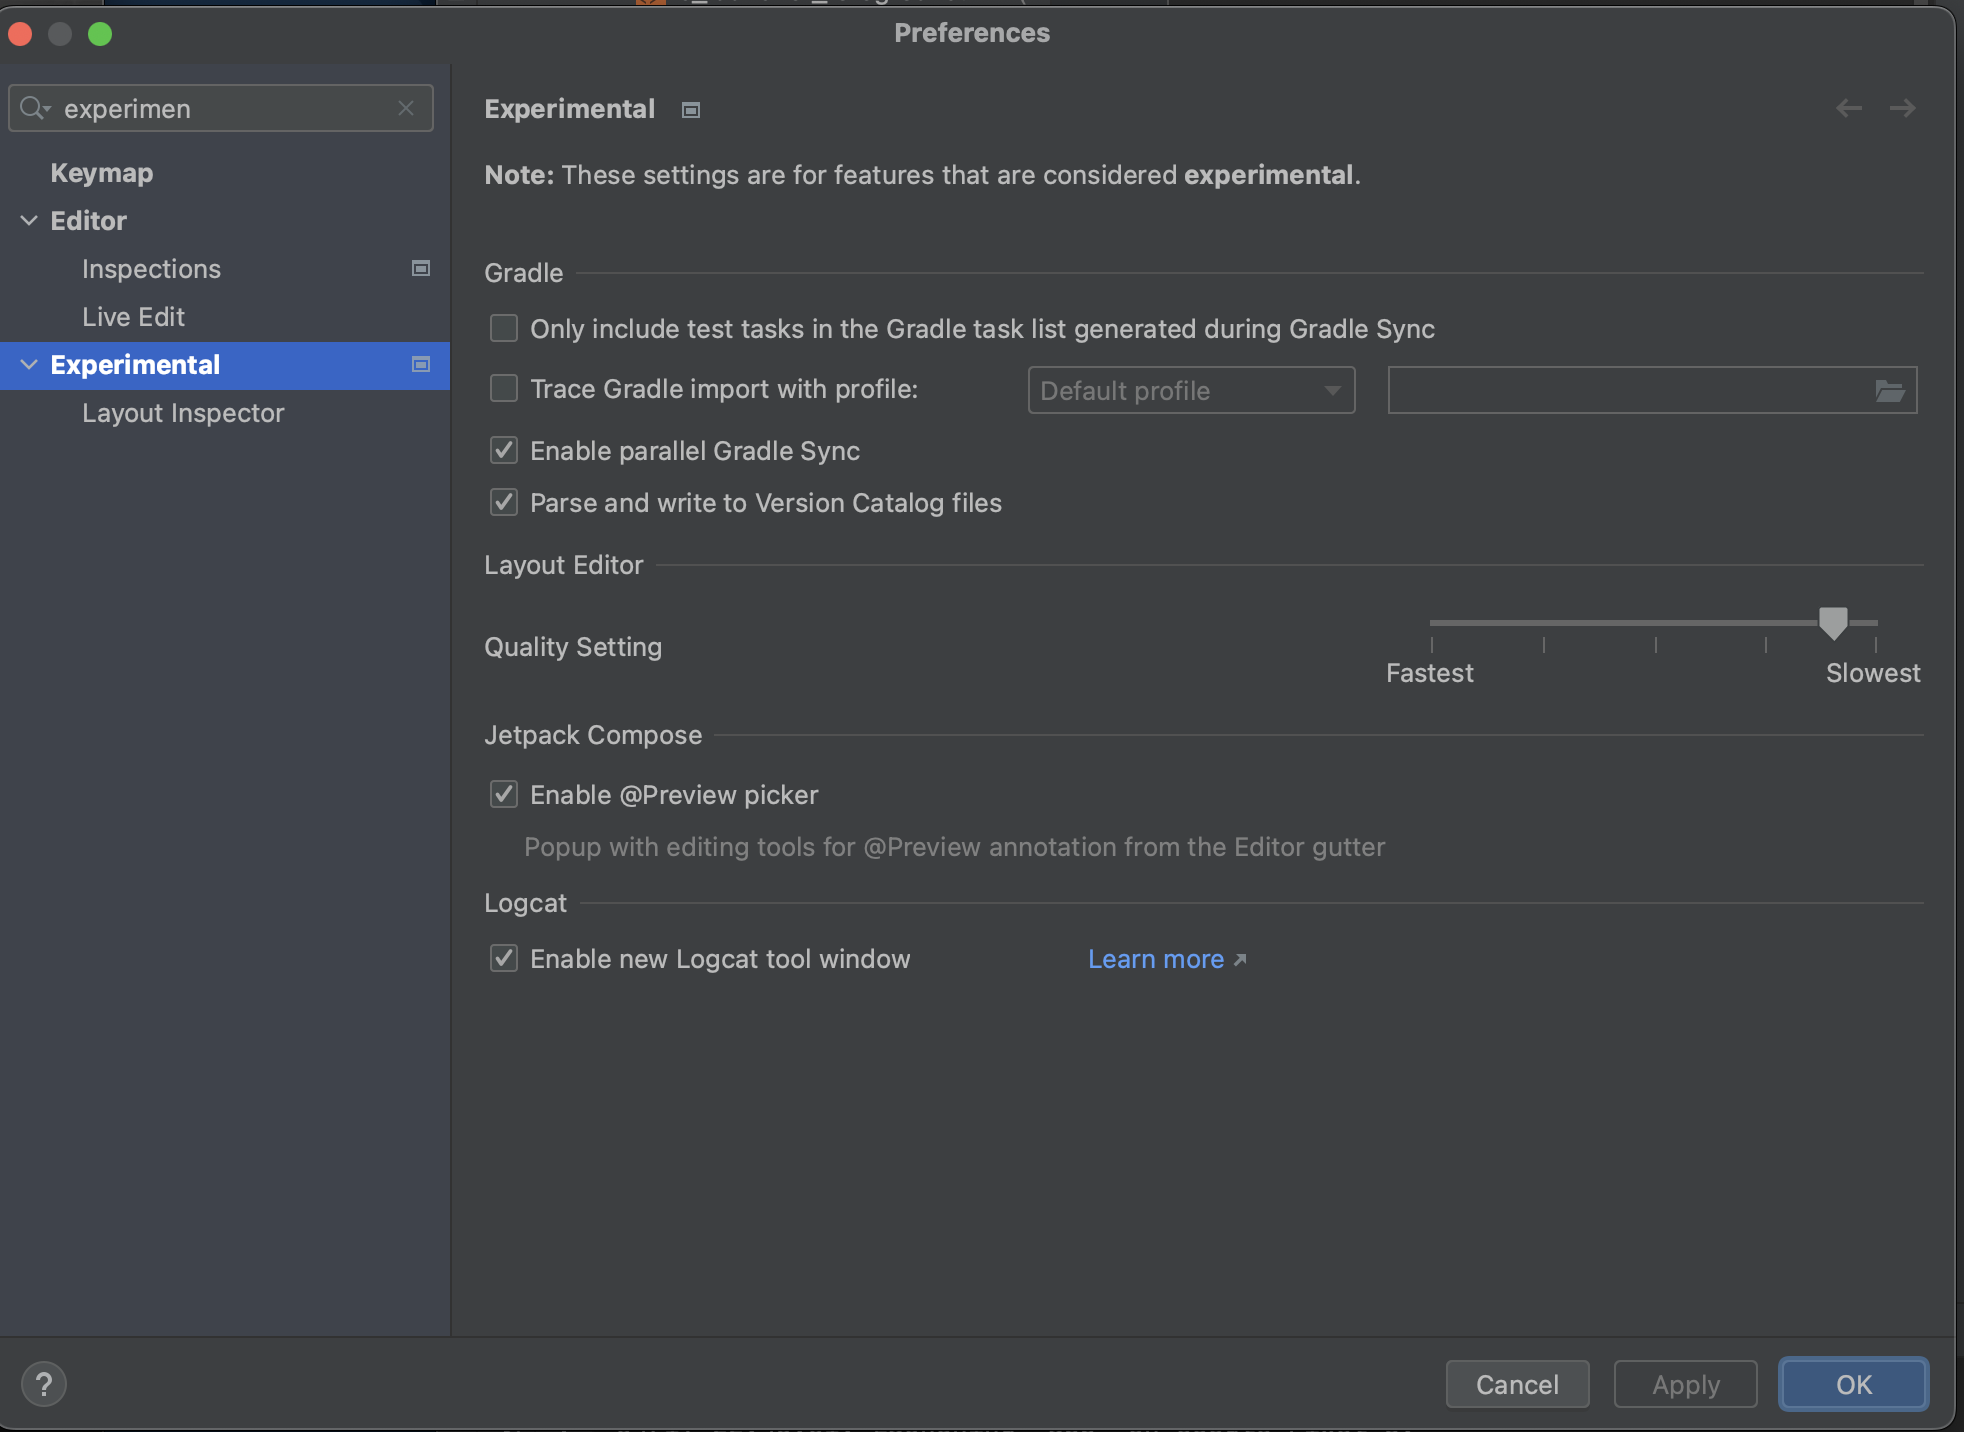 Preferences
experimen
Keymap
Editor
Inspections
Live Edit
Experimental
Layout Inspector
Experimental
Note: These settings are for features that are considered experimental.
Gradle
Only include test tasks in the Gradle task list generated during Gradle Sync
Trace Gradle import with profile: Default profile
Enable parallel Gradle Sync
Parse and write to Version Catalog files
Layout Editor
Quality Setting
Fastest Slowest
Jetpack Compose
Enable @Preview picker
Popup with editing tools for @Preview annotation from the Editor gutter
Logcat
Enable new Logcat tool window Learn more
? Cancel Apply OK